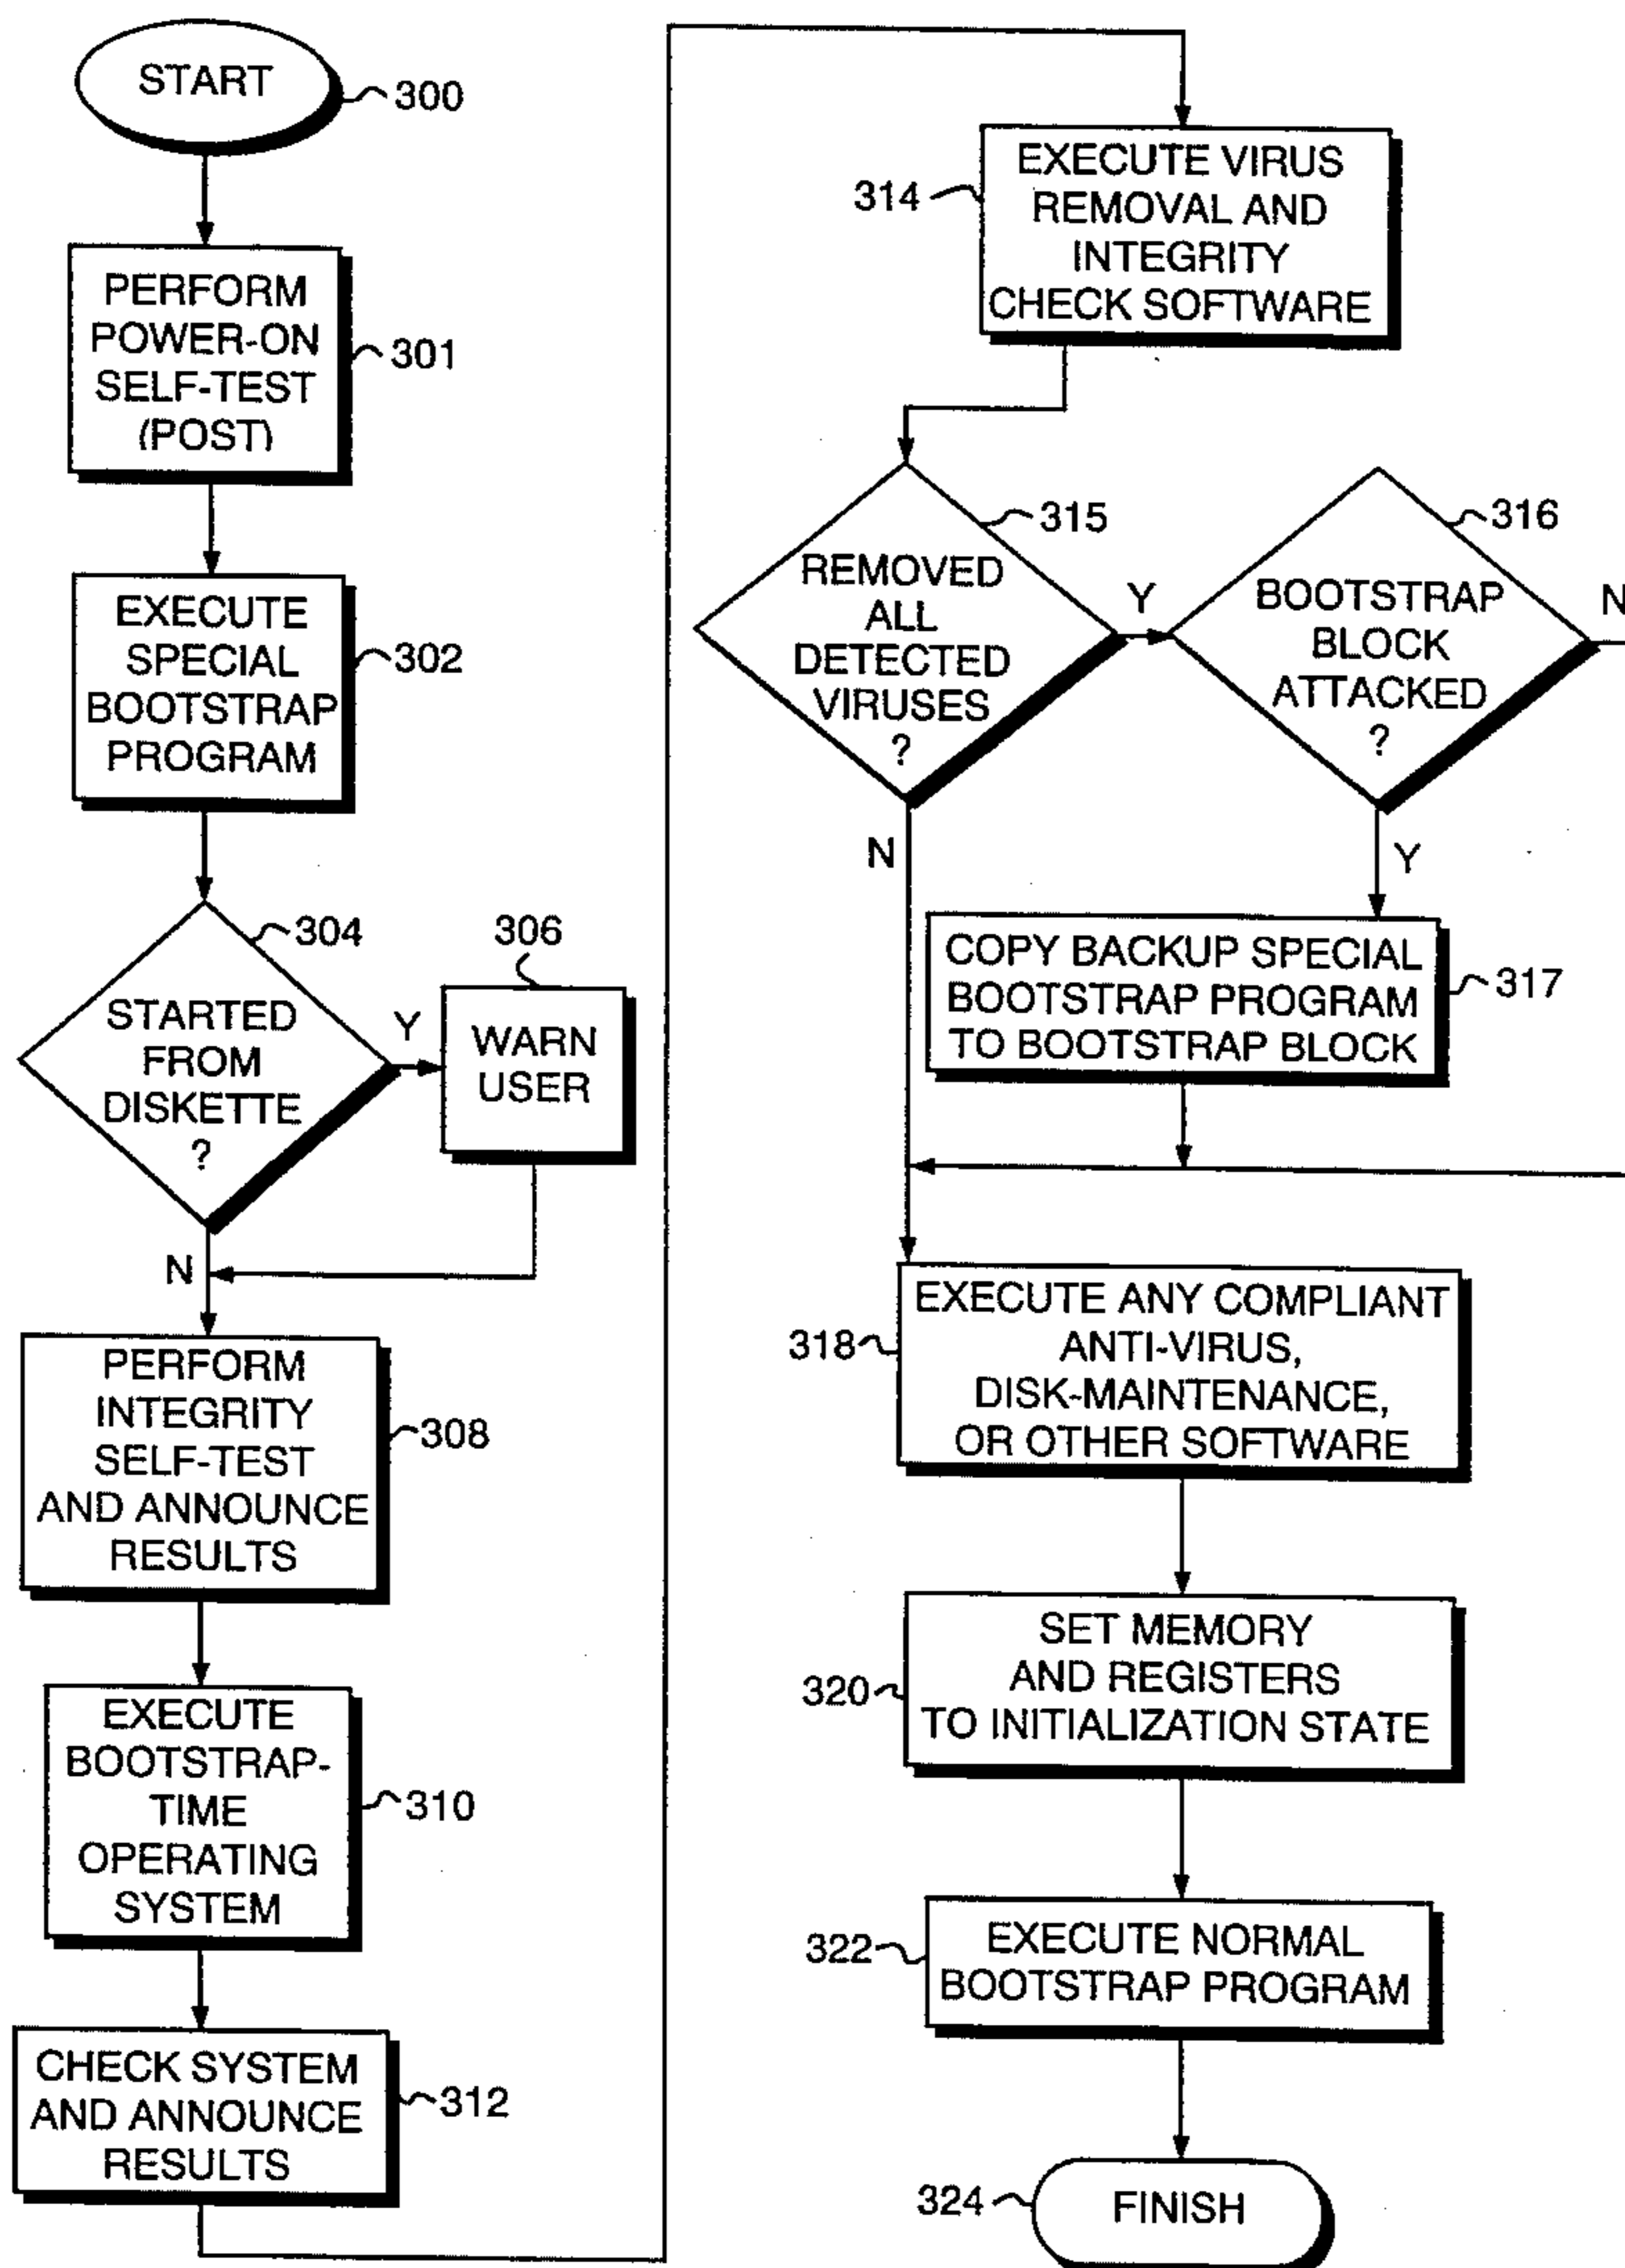 START
300
PERFORM
POWER-ON
SELF-TEST
(POST)
301
EXECUTE
SPECIAL
BOOTSTRAP
PROGRAM
302
304
STARTED
FROM
DISKETTE
?
Y
N
306
WARN
USER
PERFORM
INTEGRITY
SELF-TEST
AND ANNOUNCE
RESULTS
308
EXECUTE
BOOTSTRAP-
TIME
OPERATING
SYSTEM
310
CHECK SYSTEM
AND ANNOUNCE
RESULTS
312
314
EXECUTE VIRUS
REMOVAL AND
INTEGRITY
CHECK SOFTWARE
315
REMOVED
ALL
DETECTED
VIRUSES
?
Y
N
316
BOOTSTRAP
BLOCK
ATTACKED
?
N
Y
COPY BACKUP SPECIAL
BOOTSTRAP PROGRAM
TO BOOTSTRAP BLOCK
317
318
EXECUTE ANY COMPLIANT
ANTI-VIRUS,
DISK-MAINTENANCE,
OR OTHER SOFTWARE
320
SET MEMORY
AND REGISTERS
TO INITIALIZATION STATE
322
EXECUTE NORMAL
BOOTSTRAP PROGRAM
324
FINISH